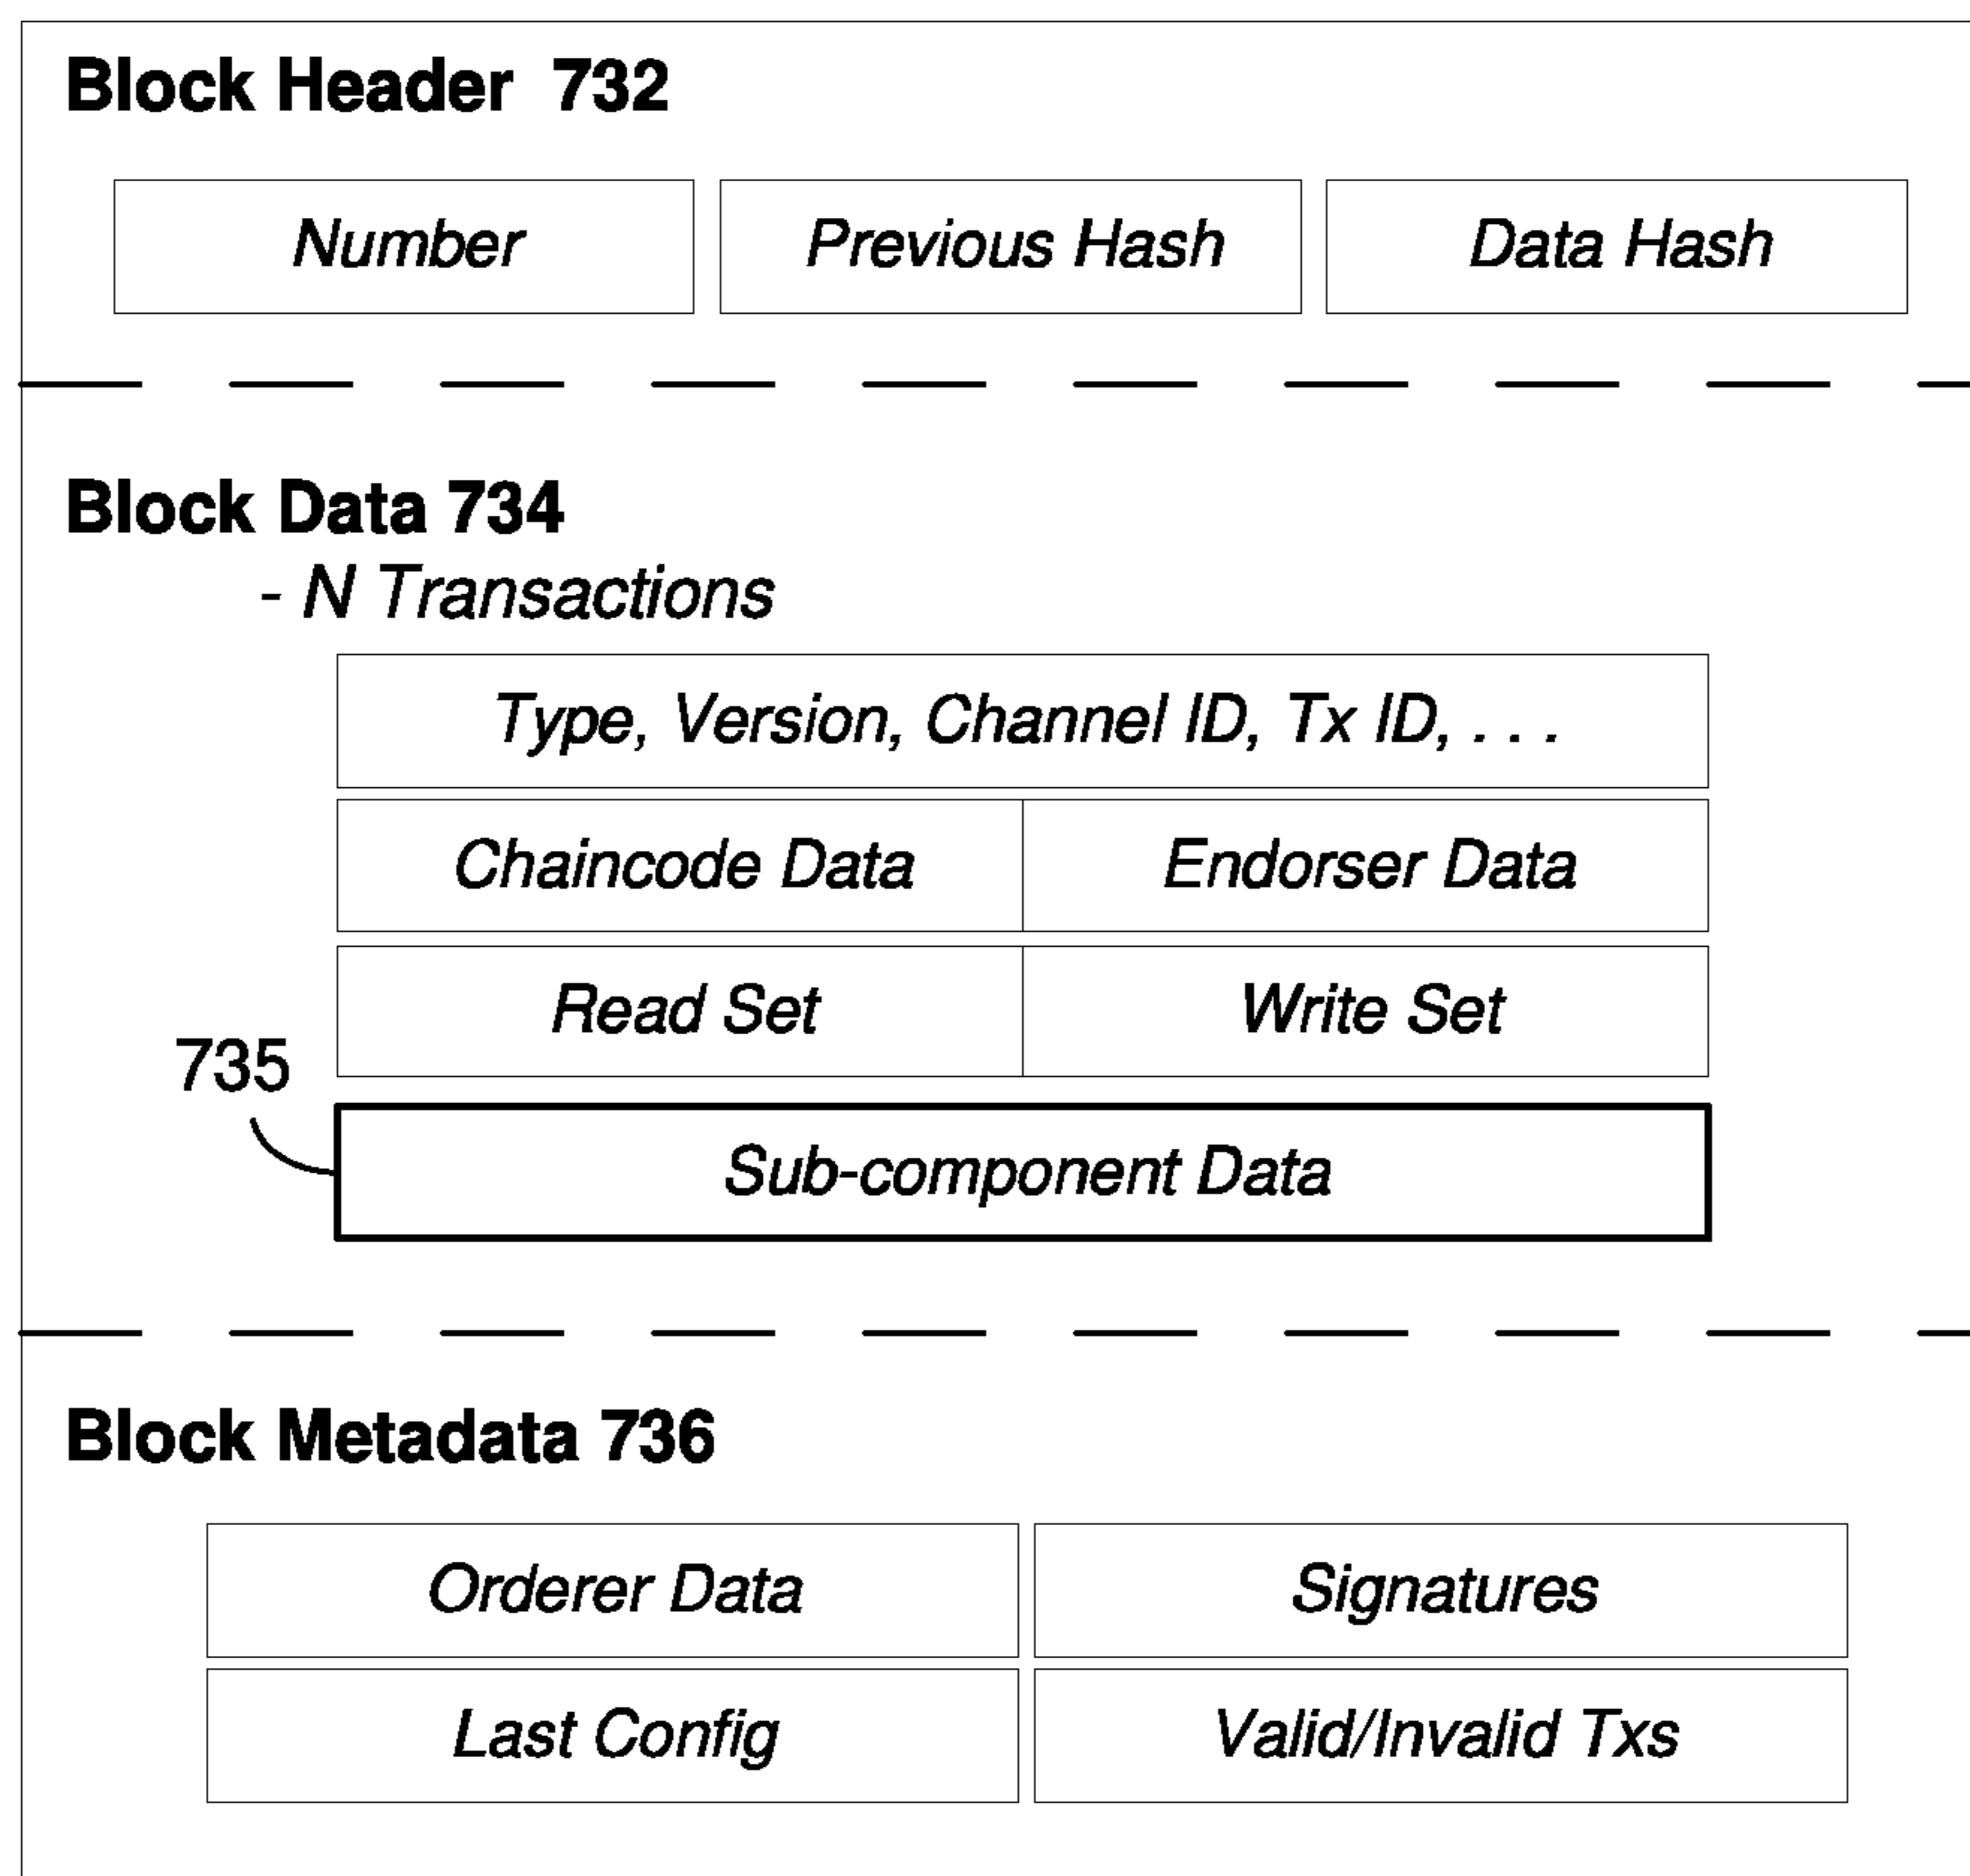 Block Header 732
Number Previous Hash Data Hash
Block Data 734
- N Transactions
Type, Version, Channel ID, Tx ID, . . .
Chaincode Data Endorser Data
Read Set Write Set
735
Sub-component Data
Block Metadata 736
Orderer Data Signatures
Last Config Valid/Invalid Txs